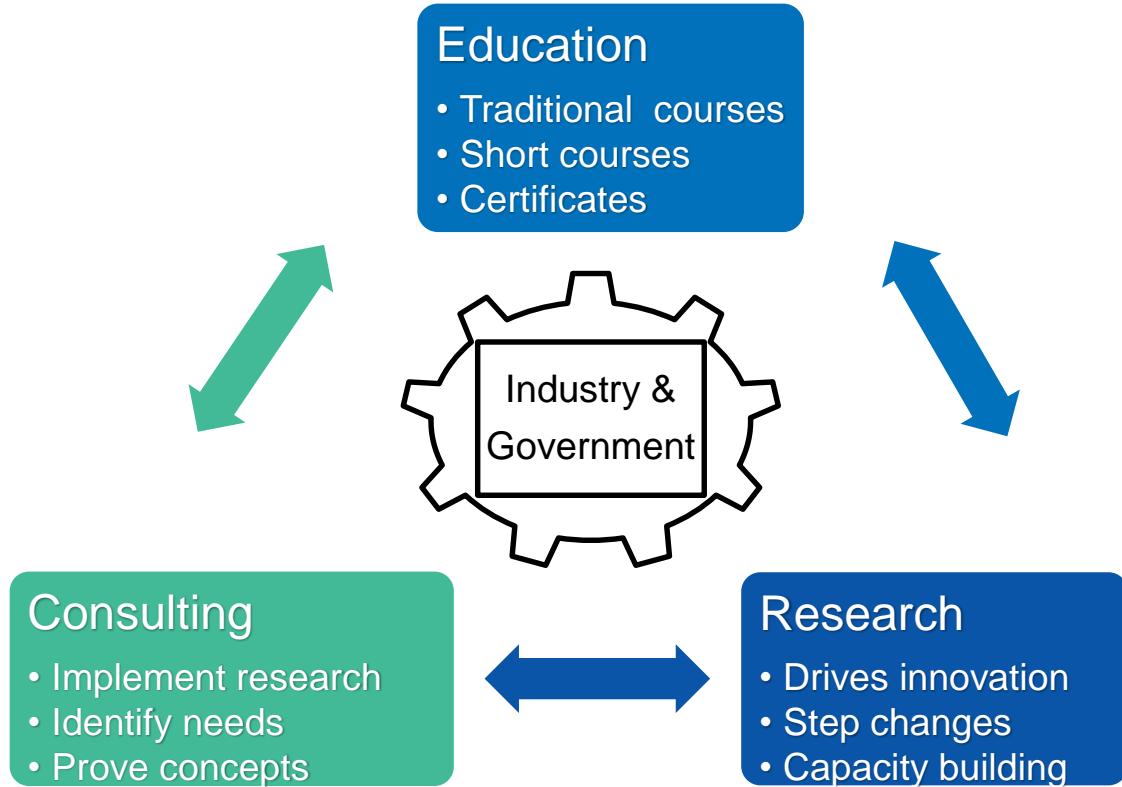 Education
• Traditional  courses
• Short courses
• Certificates
Industry &
Government
Consulting
• Implement research
• Identify needs
• Prove concepts
Research
• Drives innovation
• Step changes
• Capacity building